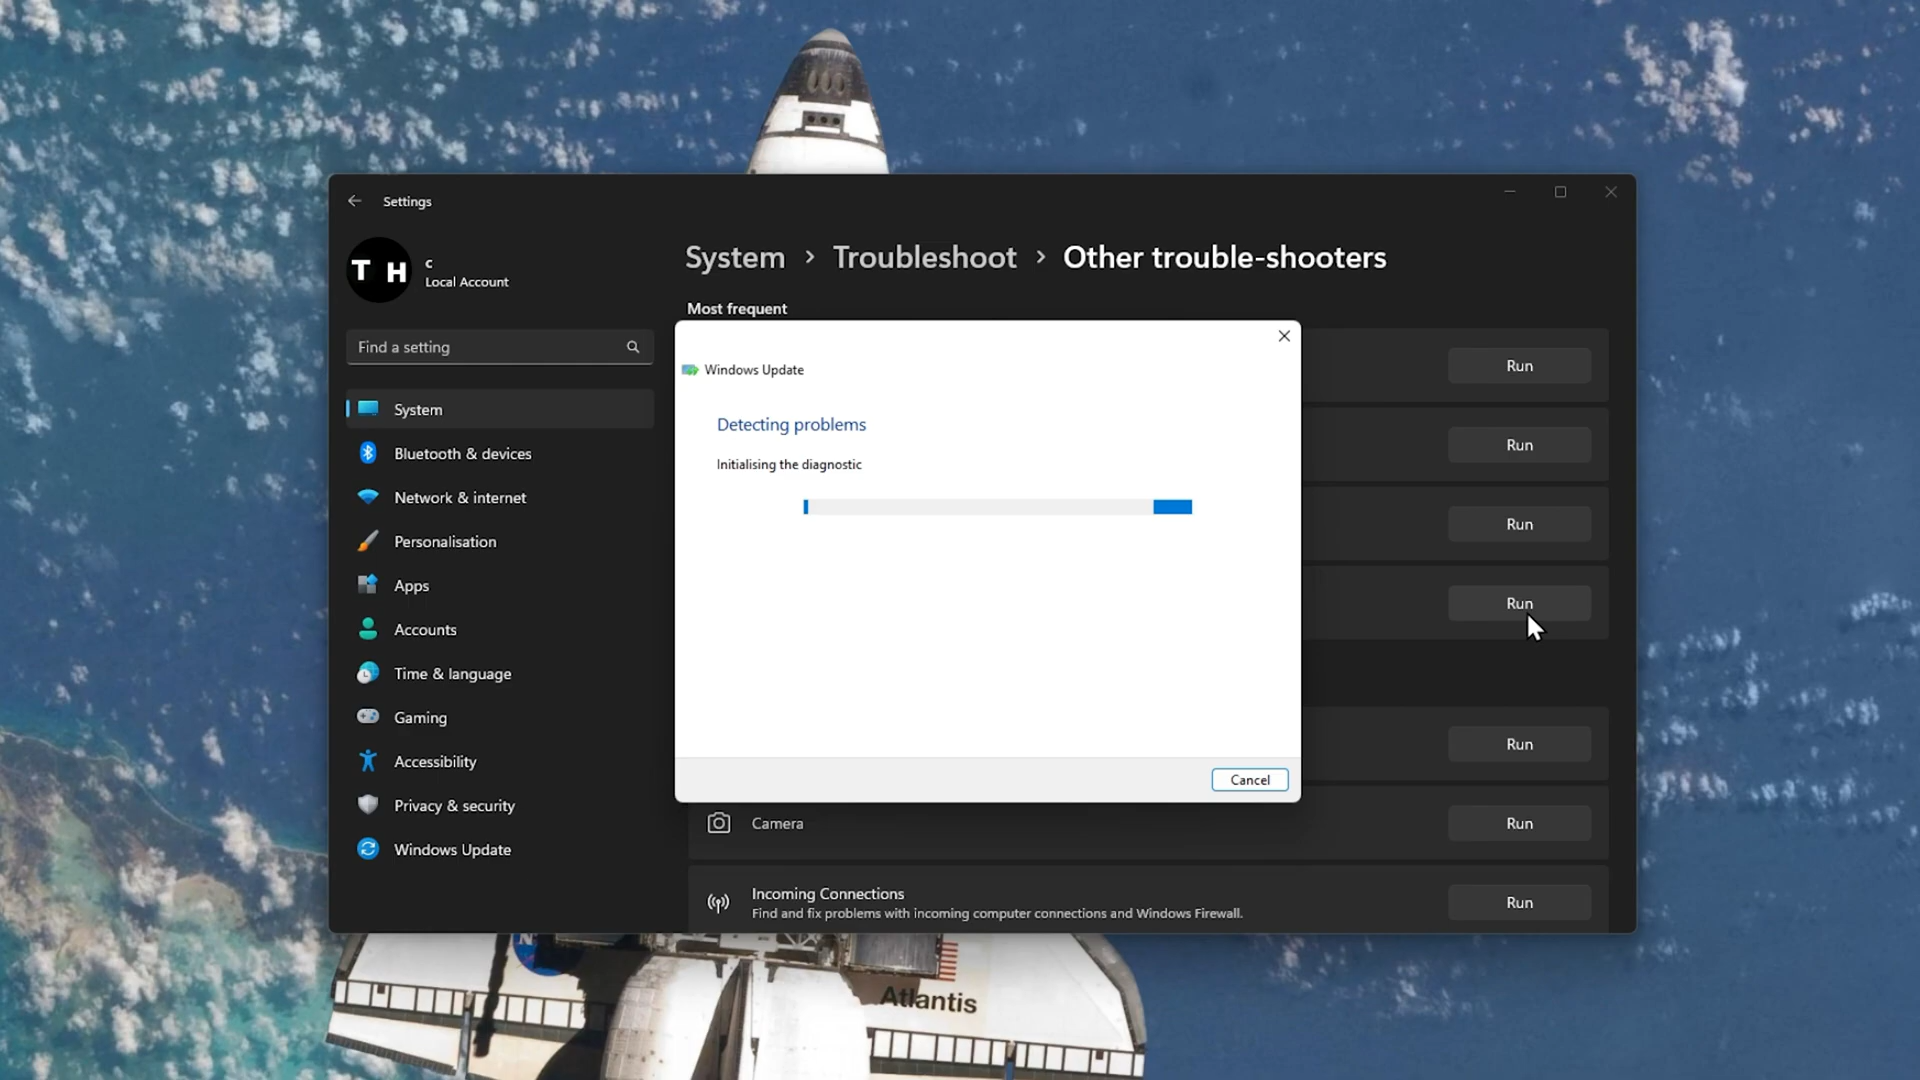 Settings
TH
c
Local Account
Find a setting
System
Bluetooth & devices
Network & internet
Personalisation
Apps
Accounts
Time & language
Gaming
Accessibility
Privacy & security
Windows Update
System > Troubleshoot > Other trouble-shooters
Most frequent
Run
Run
Run
Run
Windows Update
Detecting problems
Initialising the diagnostic
Cancel
Run
Camera
Run
Incoming Connections
Find and fix problems with incoming computer connections and Windows Firewall.
Run
Atlantis